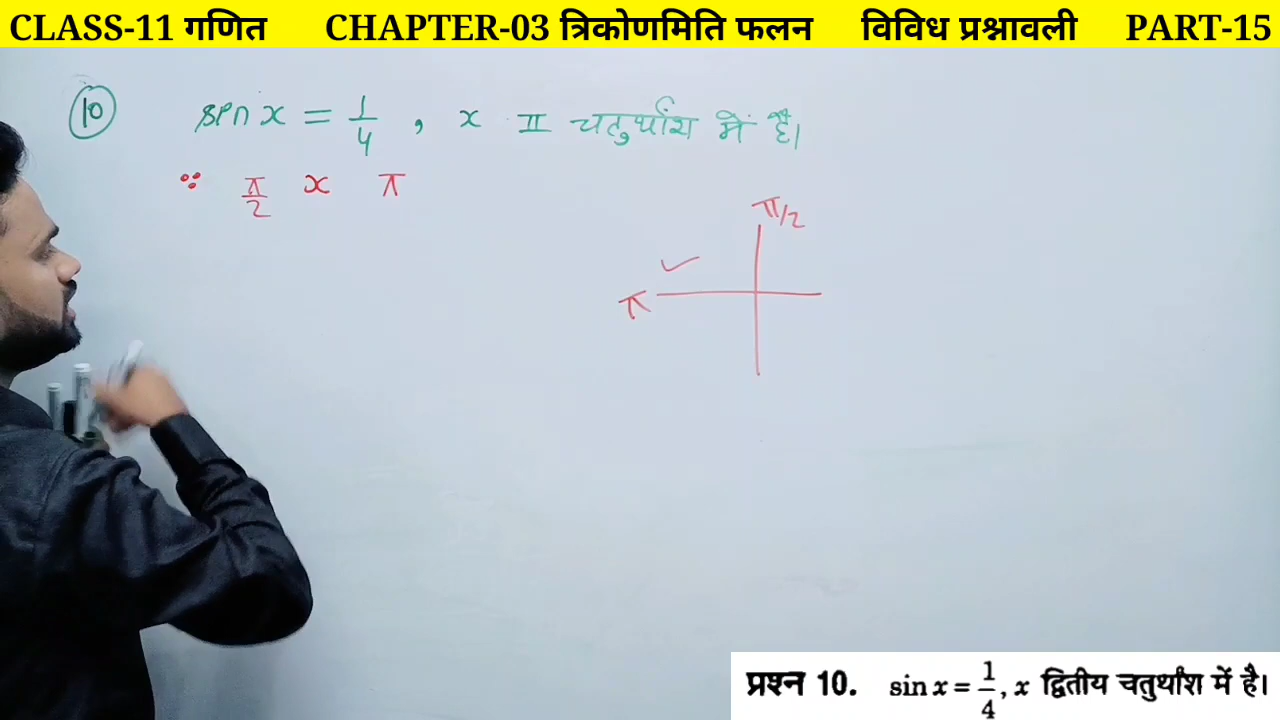 CLASS-11 गणित CHAPTER-03 त्रिकोणमिति फलन विविध प्रश्नावली PART-15
10 sin x = 1/4 , x II चतुर्थांश में है।
∵ π/2 x π
π/2
π
प्रश्न 10. sin x = 1/4, x द्वितीय चतुर्थांश में है।